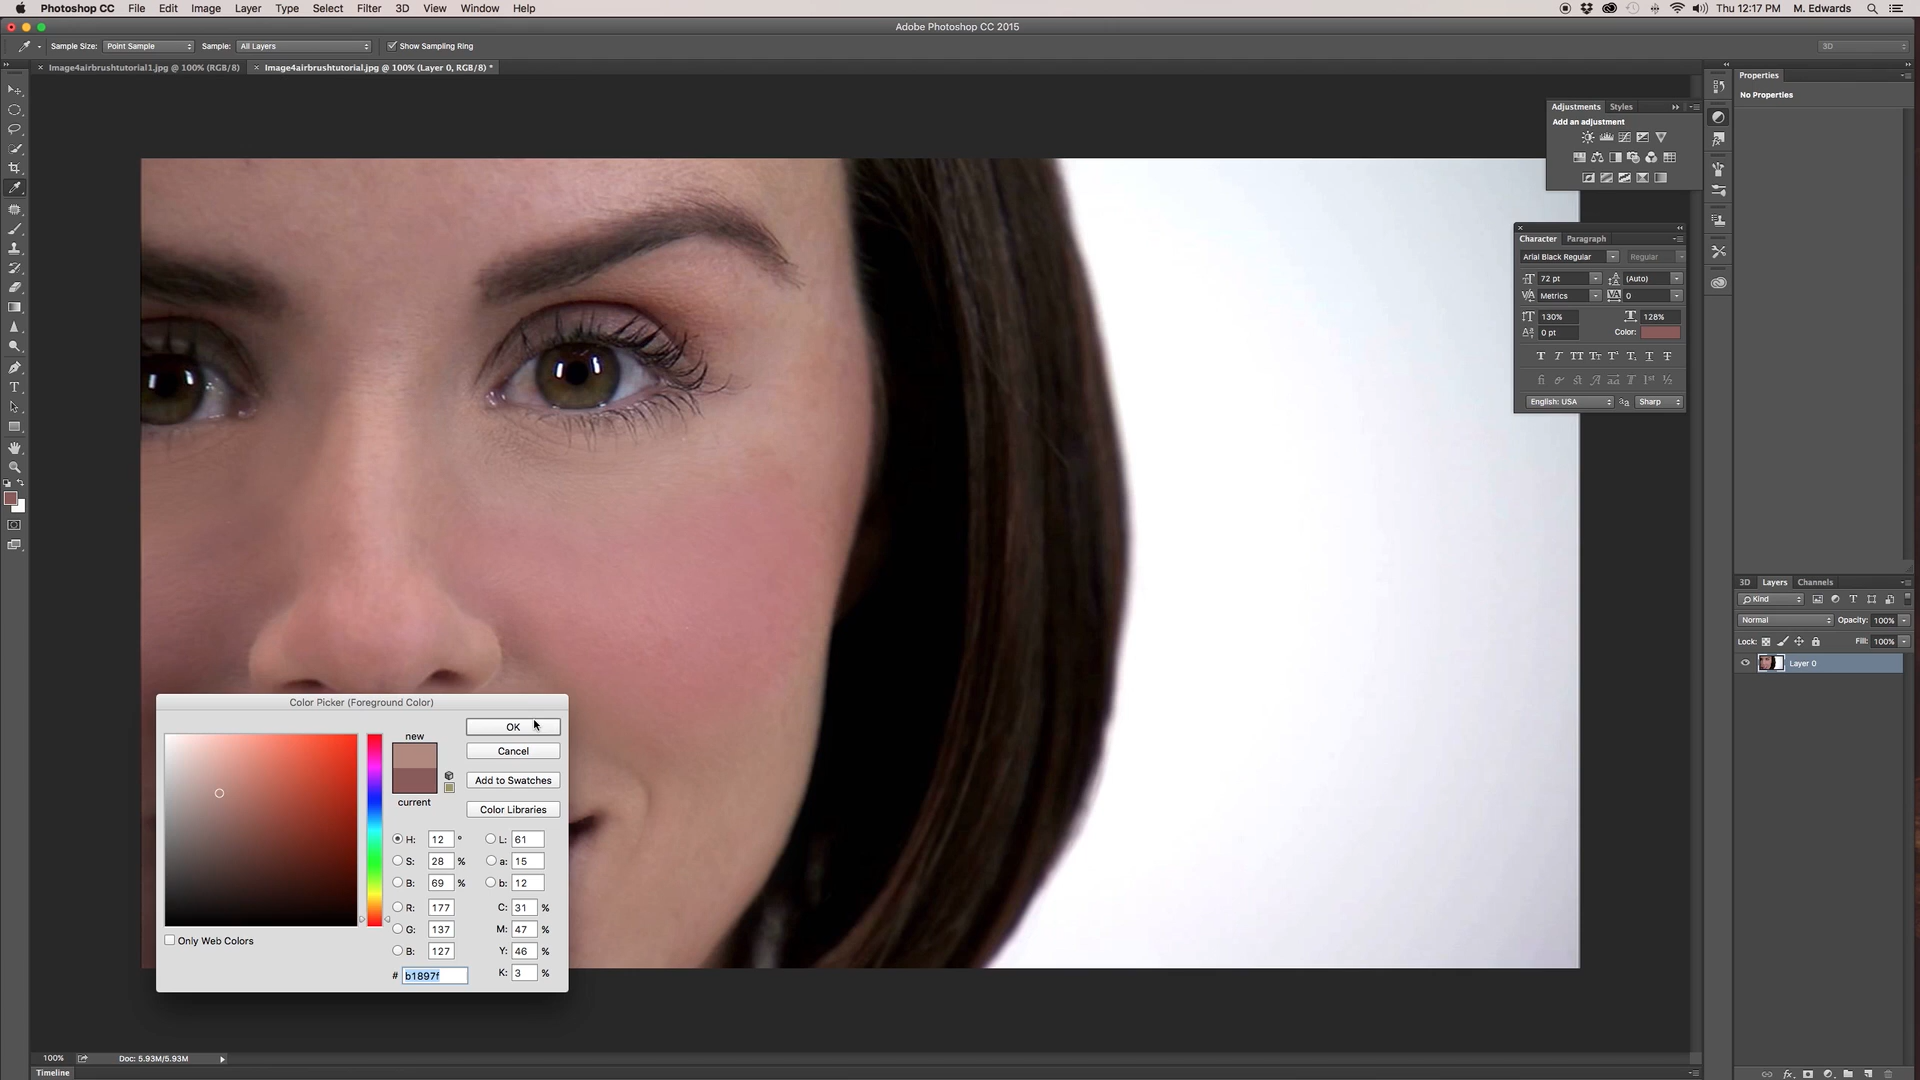 Photoshop CC File Edit Image Layer Type Select Filter 3D View Window Help Thu 12:17 PM M. Edwards
Adobe Photoshop CC 2015
Sample Size: Point Sample Sample: All Layers Show Sampling Ring 3D
Image4airbrushtutorial1.jpg @ 100% (RGB/8) Image4airbrushtutorial.jpg @ 100% (Layer 0, RGB/8) *
Properties
No Properties
Adjustments Styles
Add an adjustment
Character Paragraph
Arial Black Regular Regular
72 pt (Auto)
Metrics 0
130% 128%
0 pt Color:
English: USA Sharp
3D Layers Channels
Kind
Normal Opacity: 100%
Lock: Fill: 100%
Layer 0
Color Picker (Foreground Color)
new
current
OK
Cancel
Add to Swatches
Color Libraries
H: 12 ° L: 61
S: 28 % a: 15
B: 69 % b: 12
R: 177 C: 31 %
G: 137 M: 47 %
B: 127 Y: 46 %
# b1897f K: 3 %
Only Web Colors
100% Doc: 5.93M/5.93M
Timeline